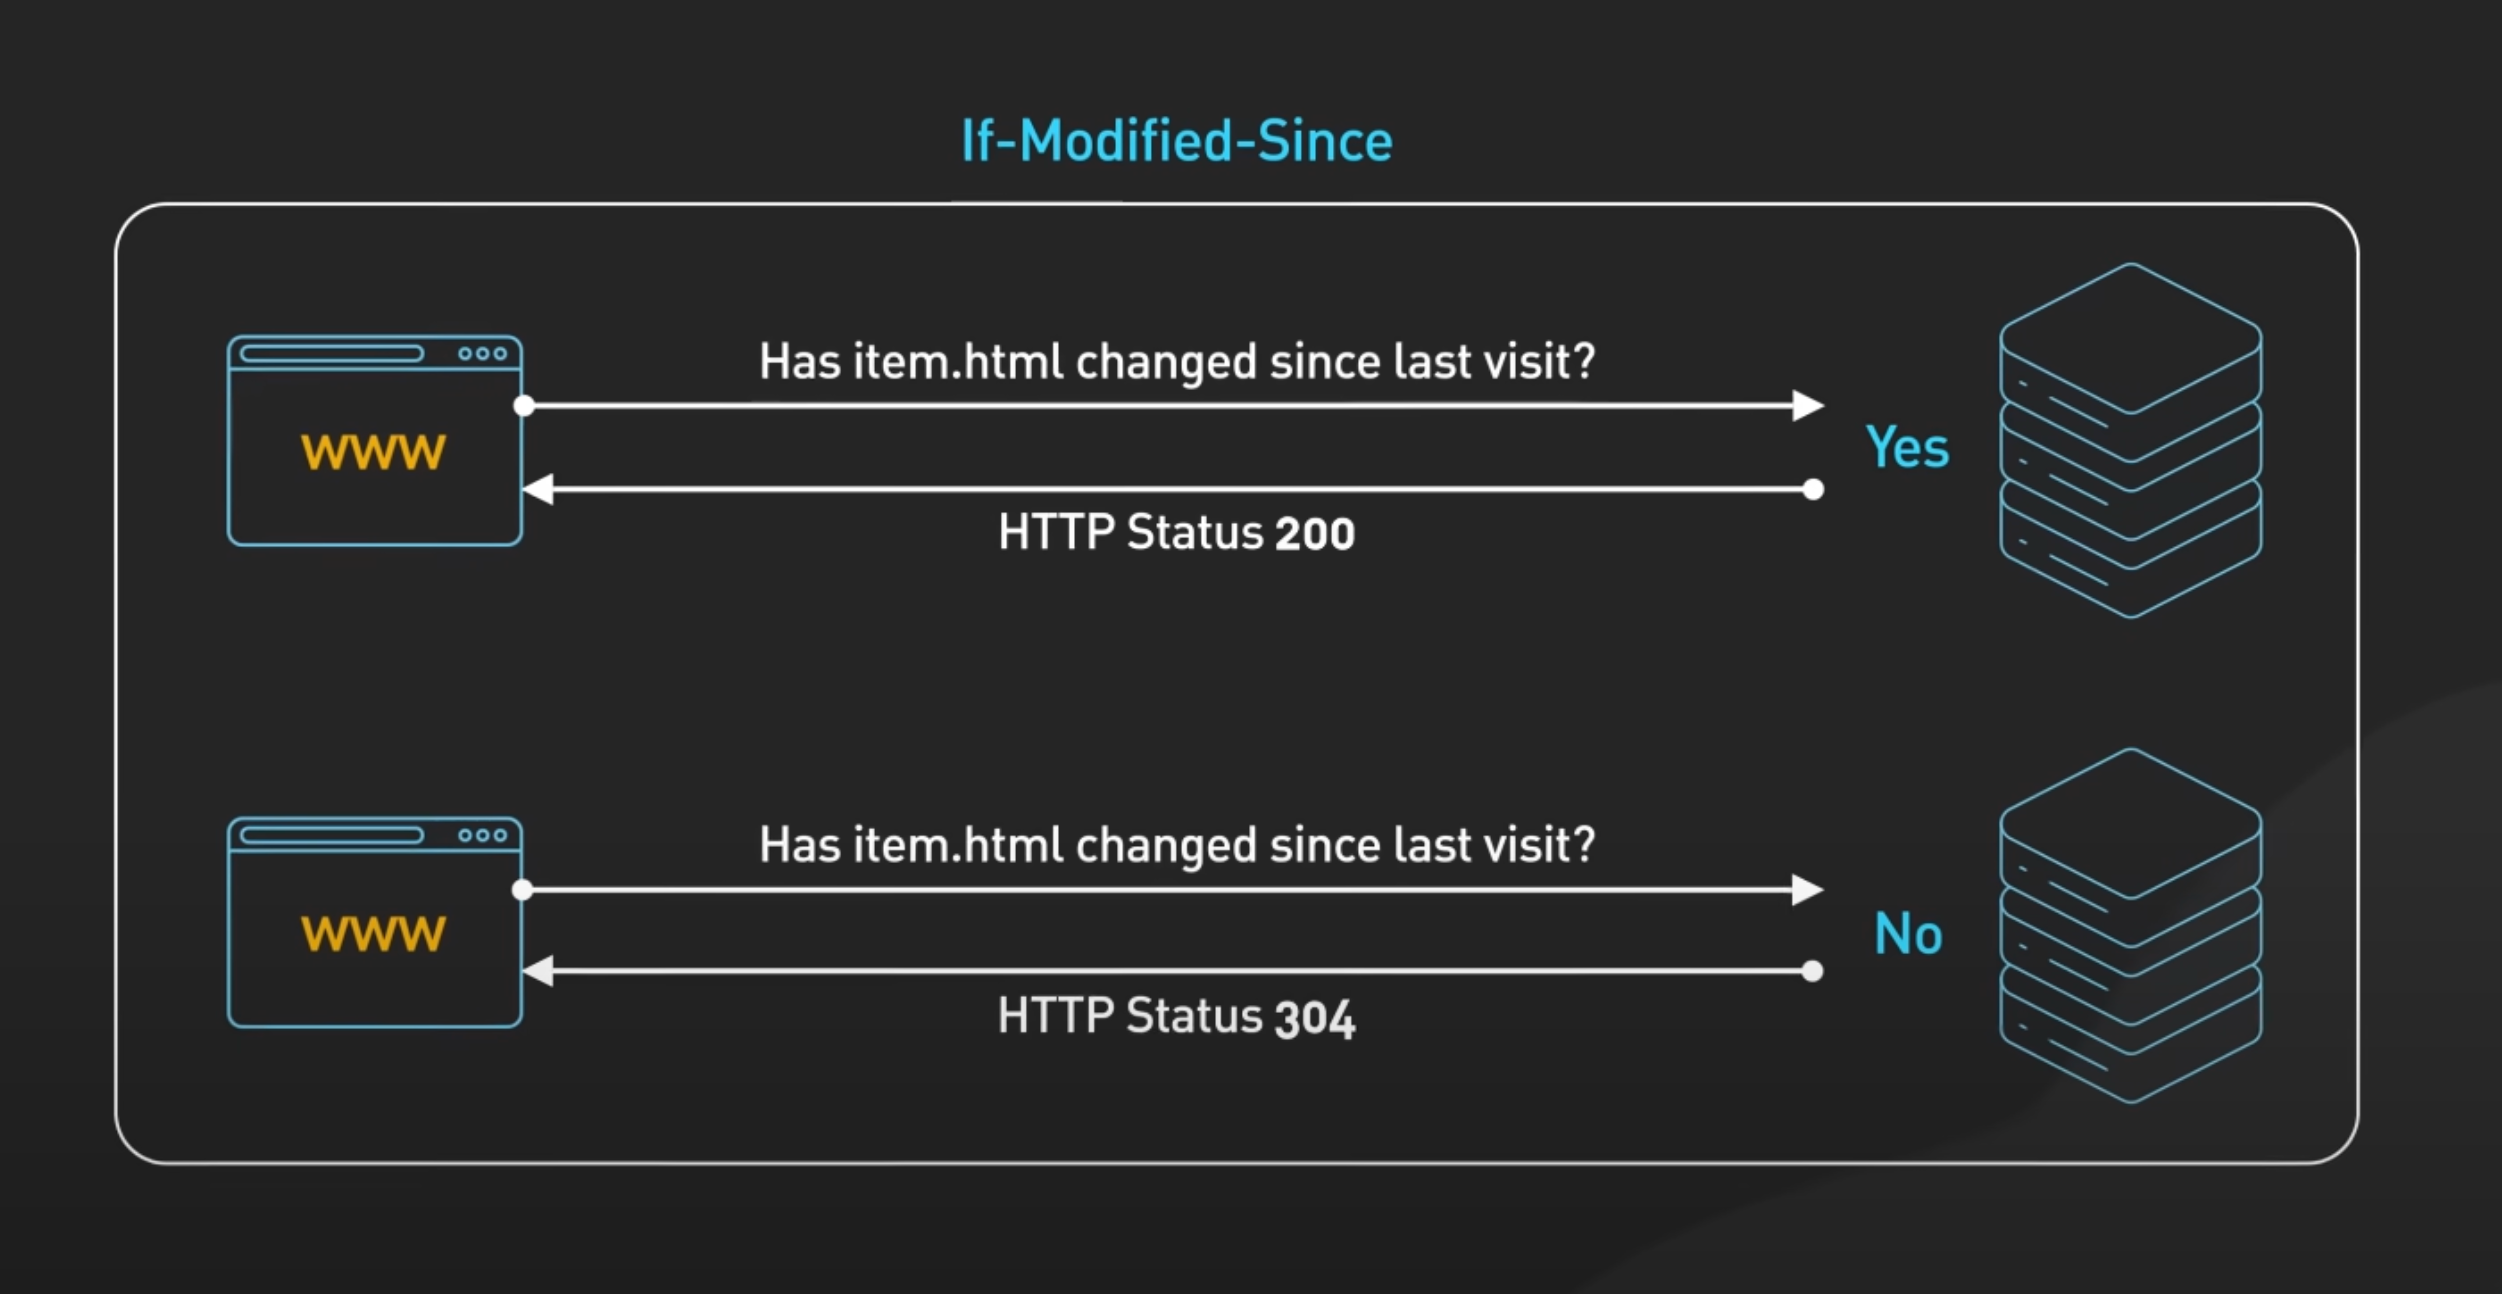 If-Modified-Since
Has item.html changed since last visit?
WWW
Yes
HTTP Status 200
Has item.html changed since last visit?
WWW
No
HTTP Status 304